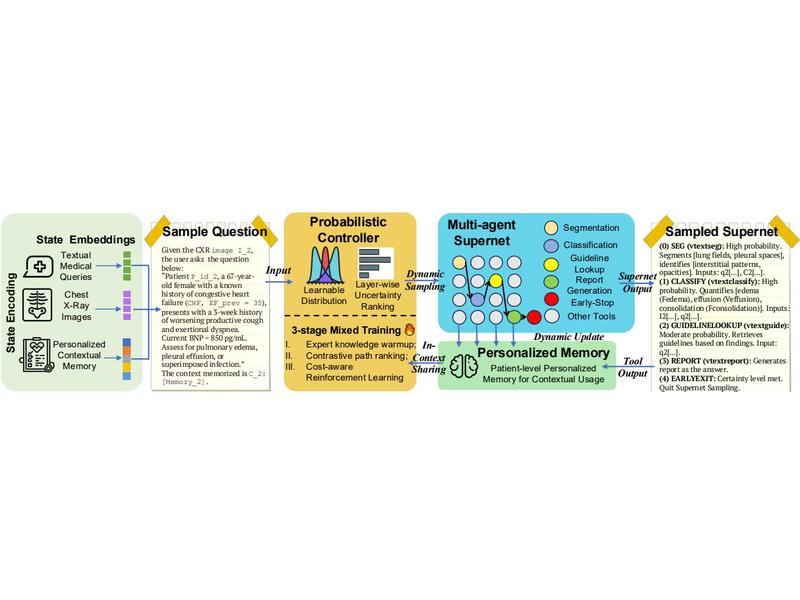 State Encoding
State Embeddings
Textual
Medical
Queries
Chest
X-Ray
Images
Personalized
Contextual
Memory
Sample Question
Given the CXR image I_2,
the user asks the question
below:
"Patient P_id_2, a 67-year-
old female with a known
history of congestive heart
failure (CHF, EF_prev = 35),
presents with a 3-week history
of worsening productive cough
and exertional dyspnea.
Current BNP = 850 pg/mL.
Assess for pulmonary edema,
pleural effusion, or
superimposed infection."
The context memorized is C_2:
[Memory_2].
Input
Probabilistic
Controller
Learnable
Distribution
Layer-wise
Uncertainty
Ranking
3-stage Mixed Training
I. Expert knowledge warmup;
II. Contrastive path ranking;
III. Cost-aware
Reinforcement Learning
Dynamic
Sampling
In-
Context
Sharing
Multi-agent
Supernet
Segmentation
Classification
Guideline
Lookup
Report
Generation
Early-Stop
Other Tools
Dynamic Update
Personalized Memory
Patient-level Personalized
Memory for Contextual Usage
Supernet
Output
Tool
Output
Sampled Supernet
(0) SEG (vtextseg): High probability.
Segments [lung fields, pleural spaces],
identifies [interstitial patterns,
opacities]. Inputs: q2[...], C2[...].
(1) CLASSIFY (vtextclassify): High
probability. Quantifies [edema
(Fedema), effusion (Veffusion),
consolidation (Fconsolidation)]. Inputs:
I2[...], q2[...].
(2) GUIDELINELOOKUP (vtextguide):
Moderate probability. Retrieves
guidelines based on findings. Input:
q2[...].
(3) REPORT (vtextreport): Generates
report as the answer.
(4) EARLYEXIT: Certainty level met.
Quit Supernet Sampling.